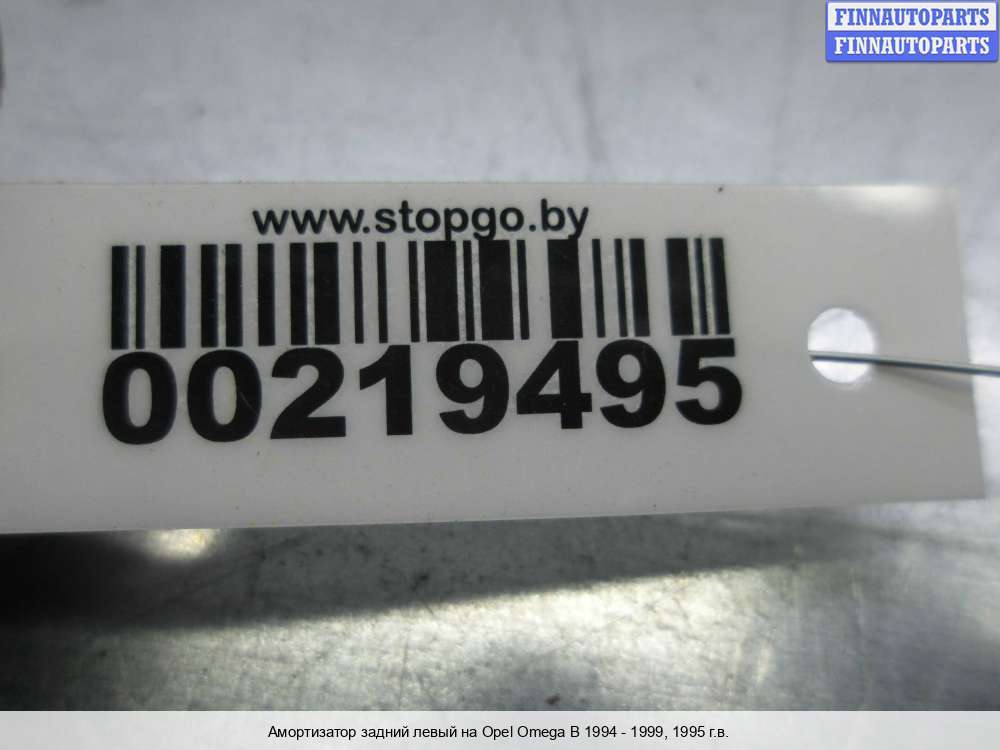 FINNAUTOPARTS
FINNAUTOPARTS
www.stopgo.by
00219495
Амортизатор задний левый на Opel Omega B 1994 - 1999, 1995 г.в.